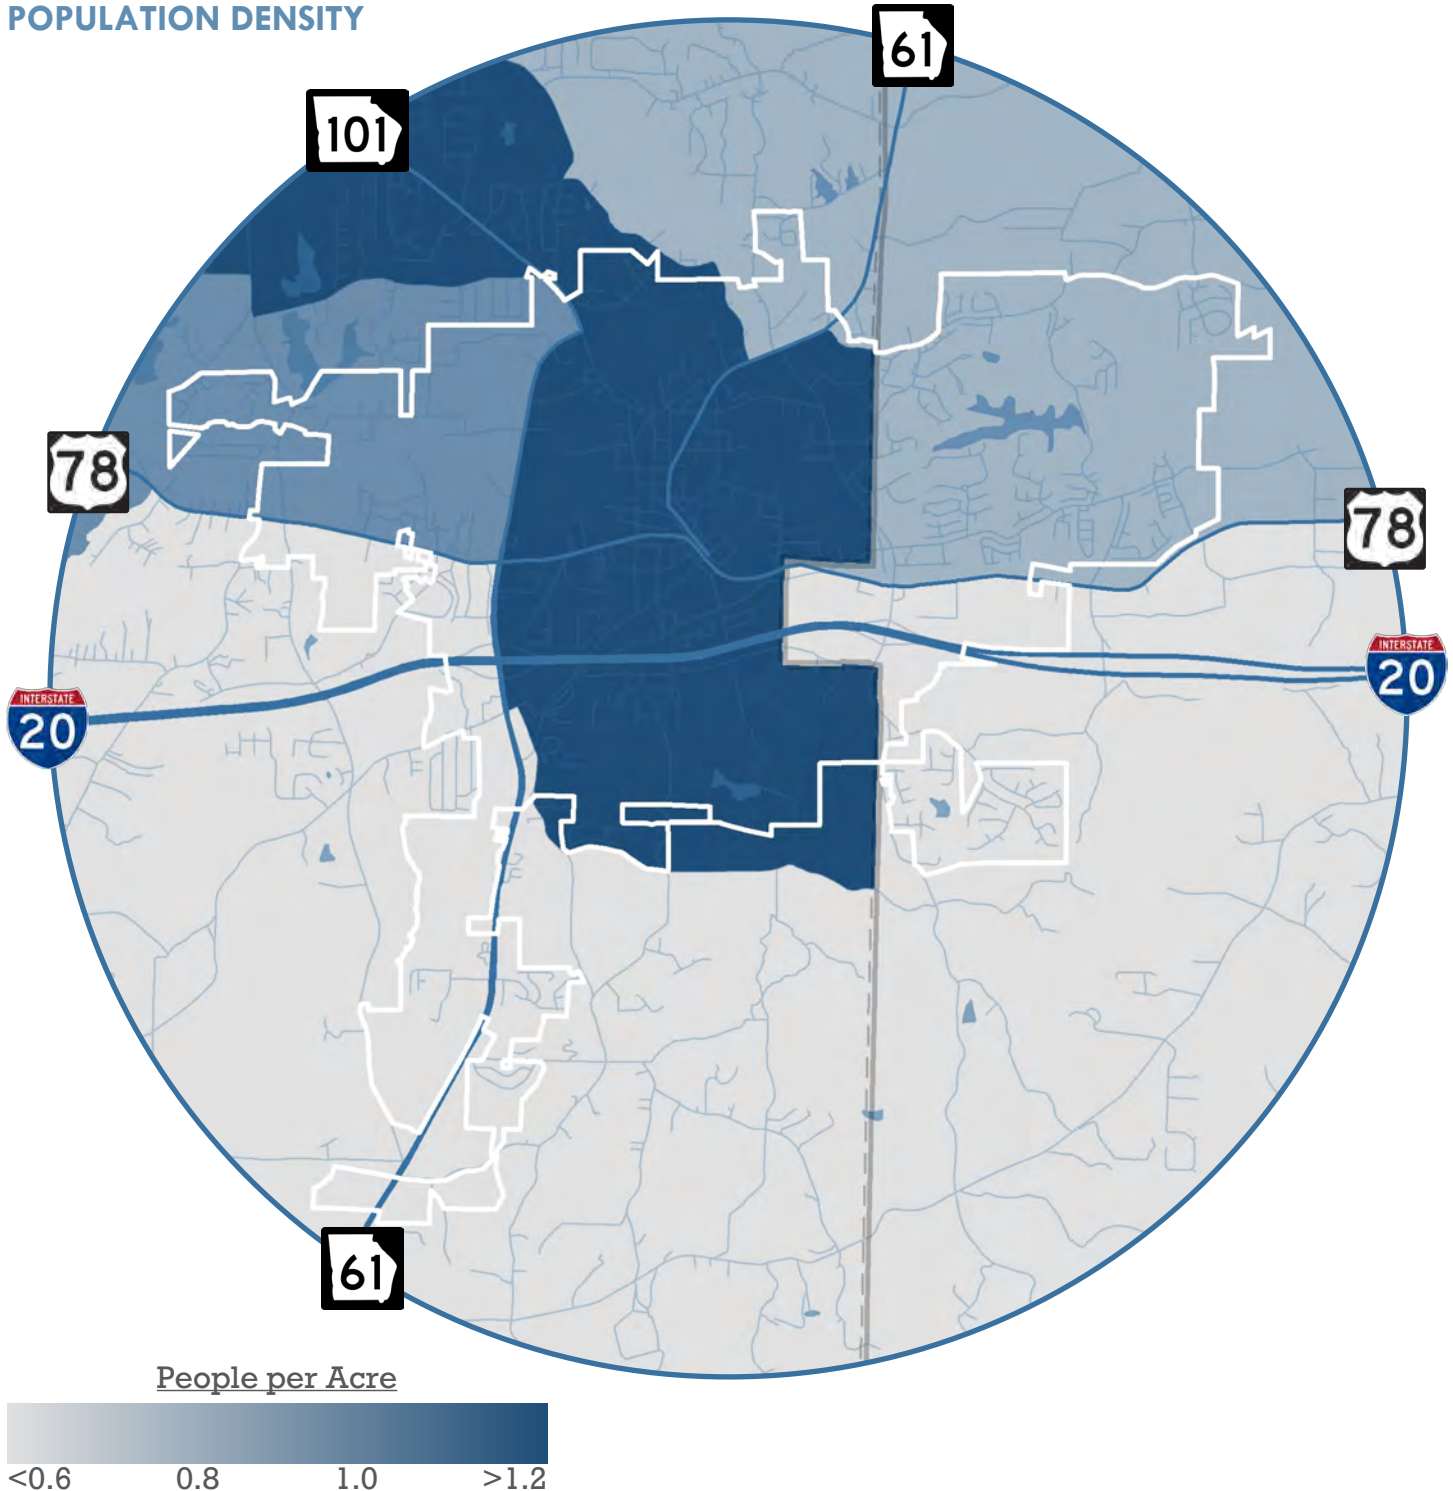 POPULATION DENSITY
61
101
78
78
INTERSTATE
20
INTERSTATE
20
61
People per Acre
<0.6 0.8 1.0 >1.2